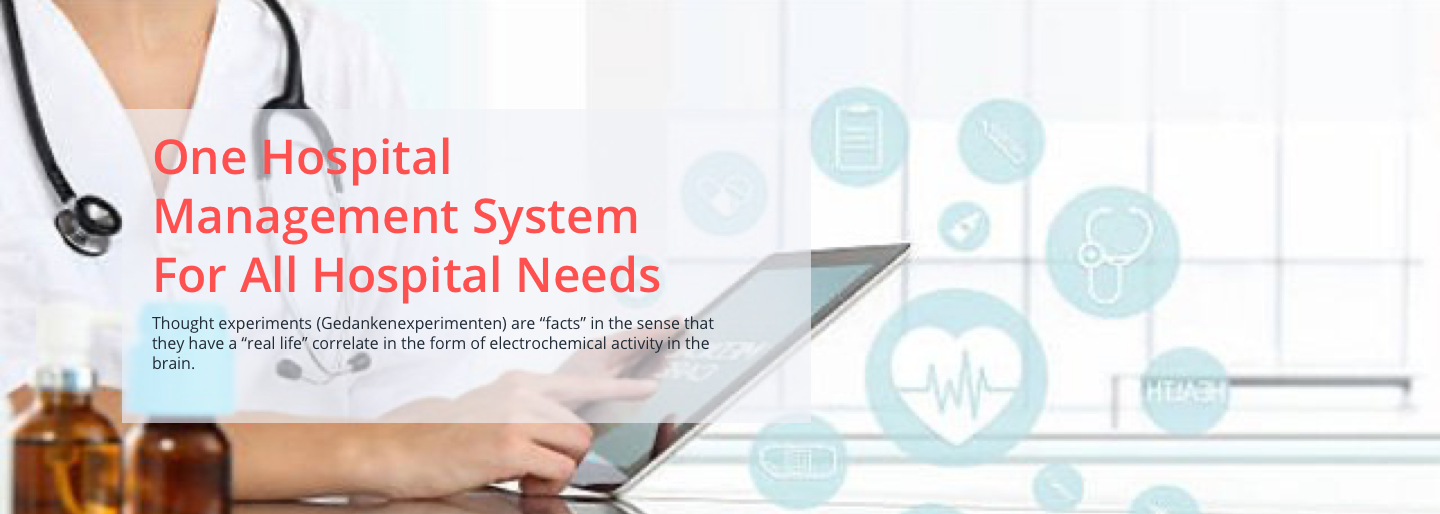 One Hospital
Management System
For All Hospital Needs
Thought experiments (Gedankenexperimenten) are “facts” in the sense that
they have a “real life” correlate in the form of electrochemical activity in the
brain.
HEALTH